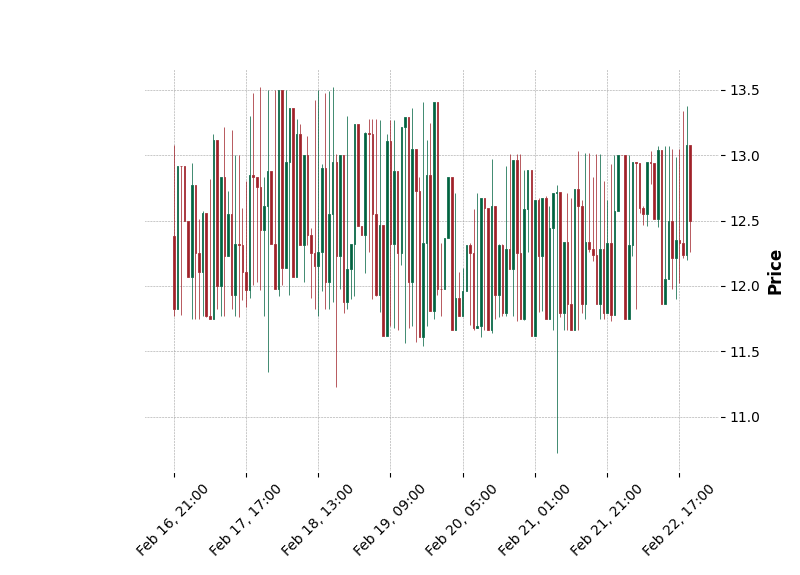 13.5
13.0
12.5
12.0
11.5
11.0
Price
Feb 16, 21:00
Feb 17, 17:00
Feb 18, 13:00
Feb 19, 09:00
Feb 20, 05:00
Feb 21, 01:00
Feb 21, 21:00
Feb 22, 17:00